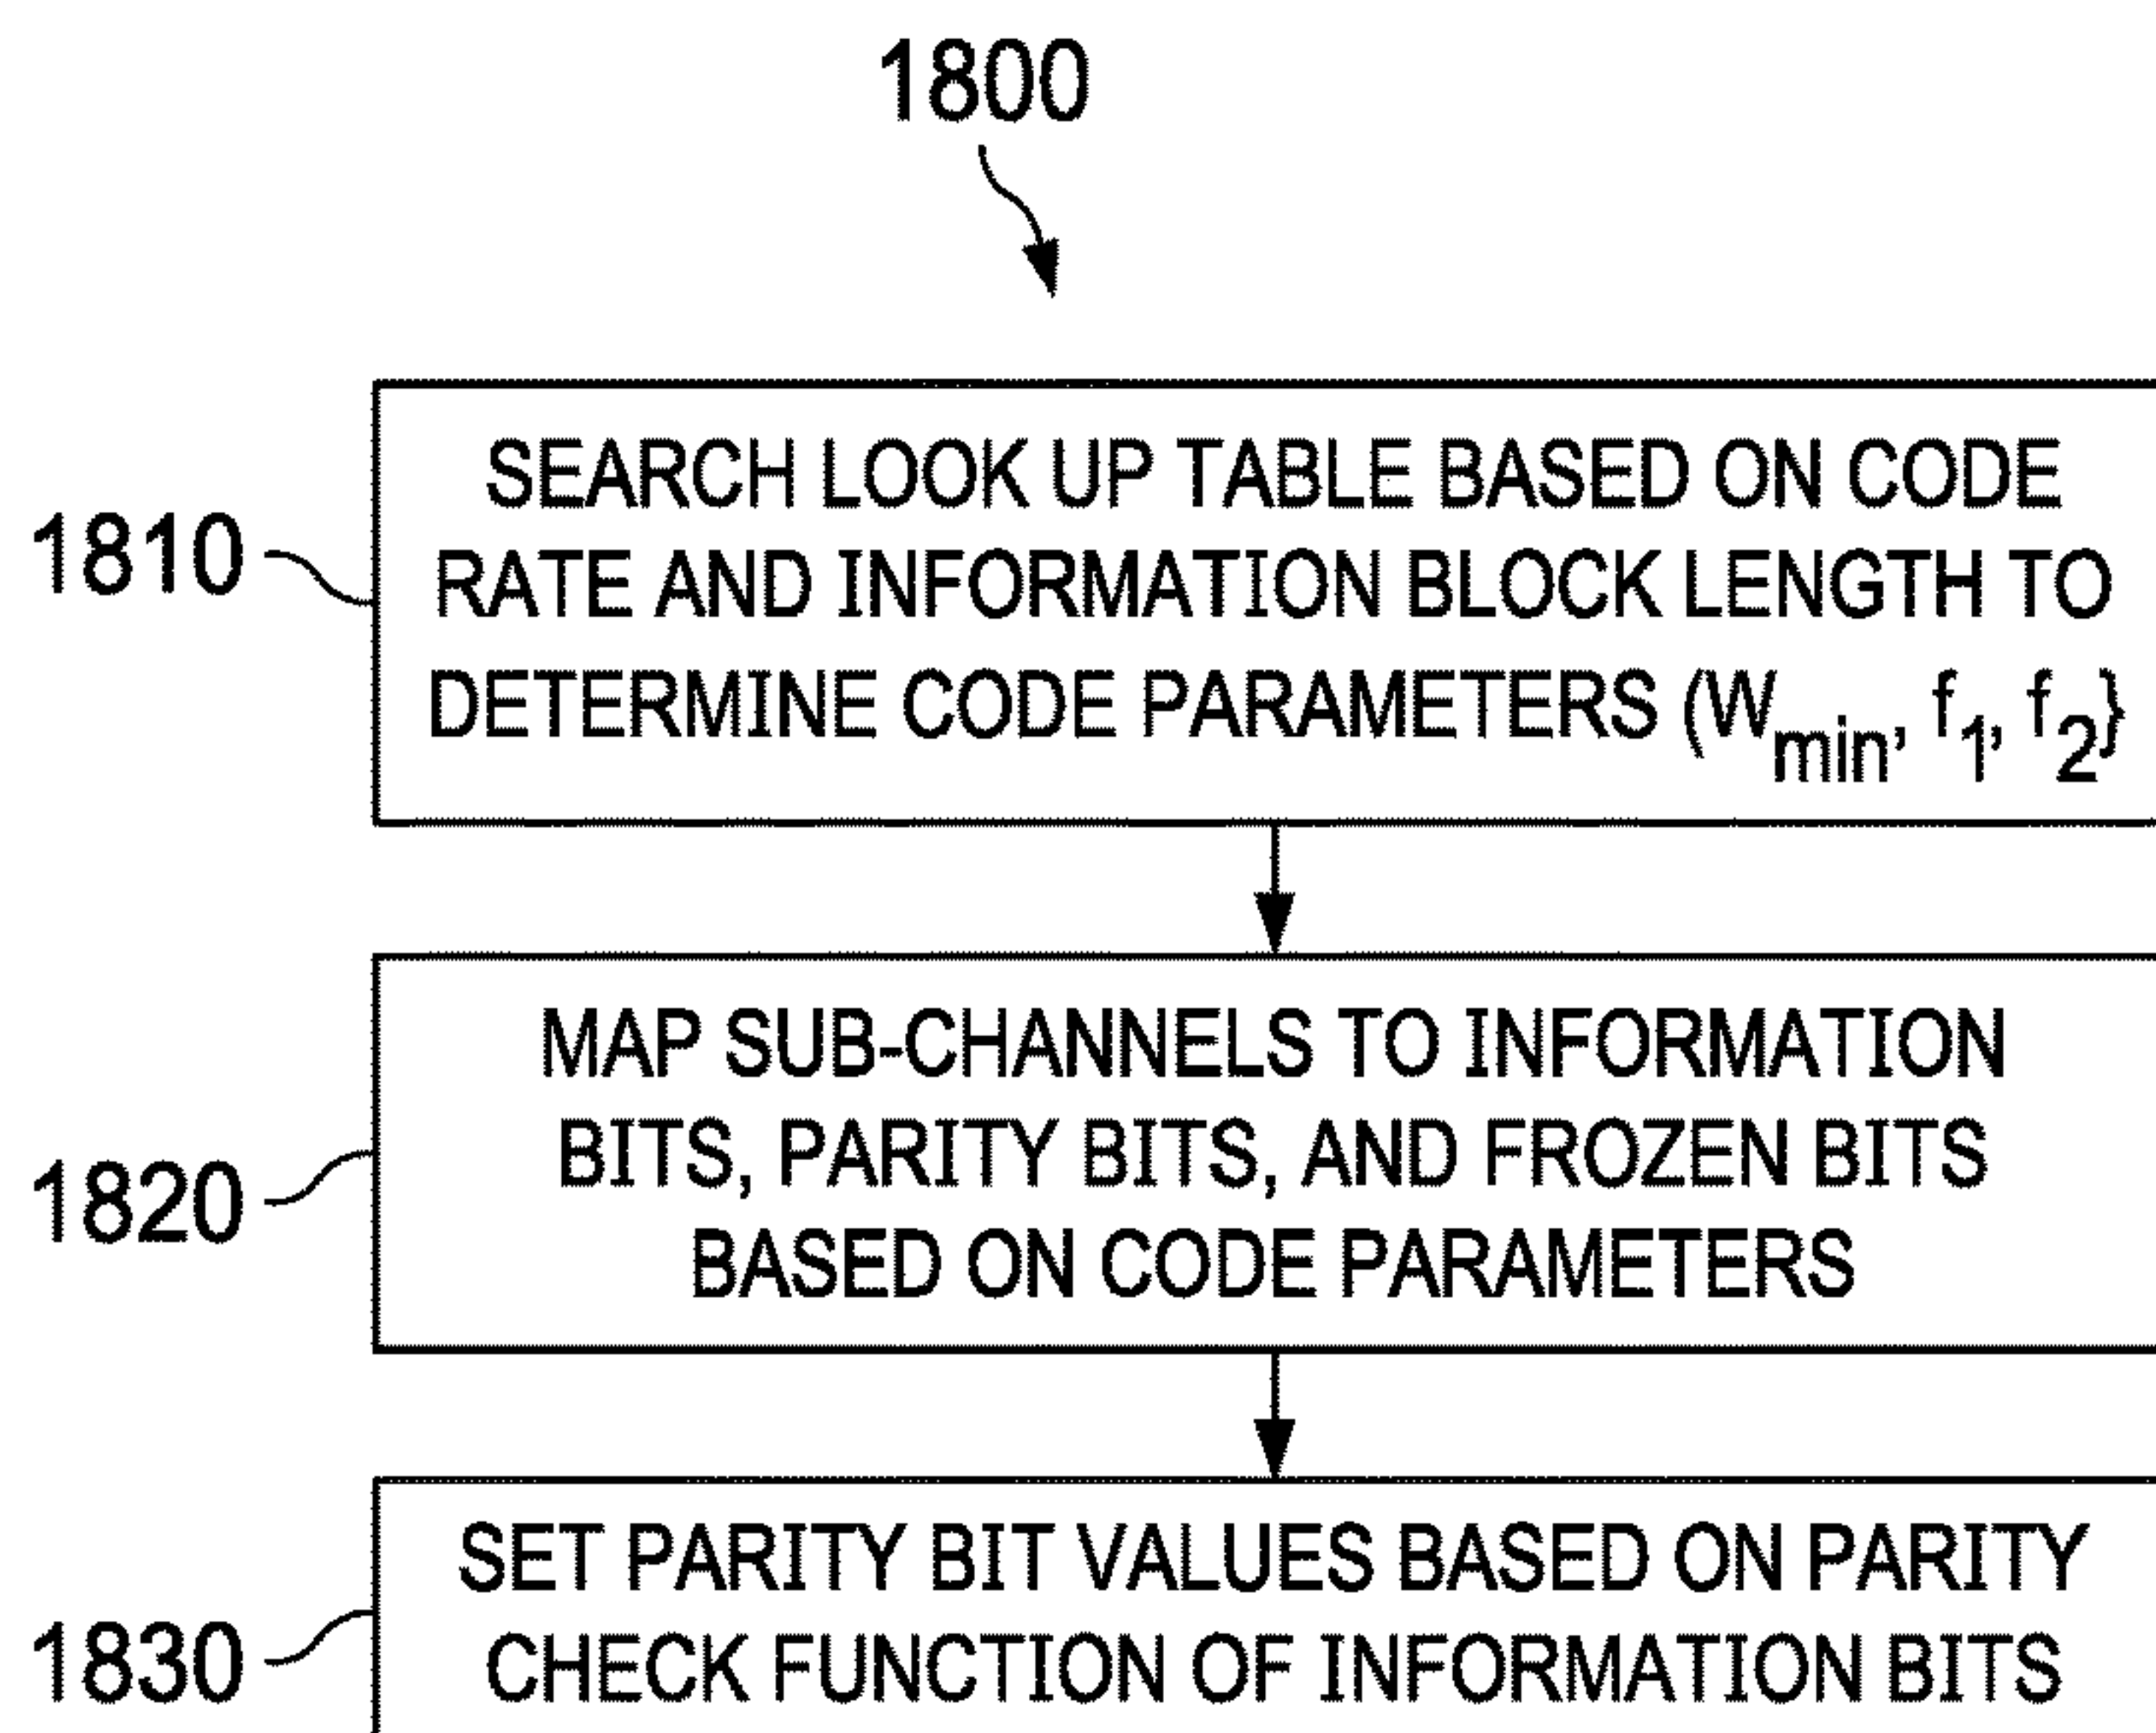 1800
1810
SEARCH LOOK UP TABLE BASED ON CODE
RATE AND INFORMATION BLOCK LENGTH TO
DETERMINE CODE PARAMETERS (Wmin, f1, f2}
1820
MAP SUB-CHANNELS TO INFORMATION
BITS, PARITY BITS, AND FROZEN BITS
BASED ON CODE PARAMETERS
1830
SET PARITY BIT VALUES BASED ON PARITY
CHECK FUNCTION OF INFORMATION BITS